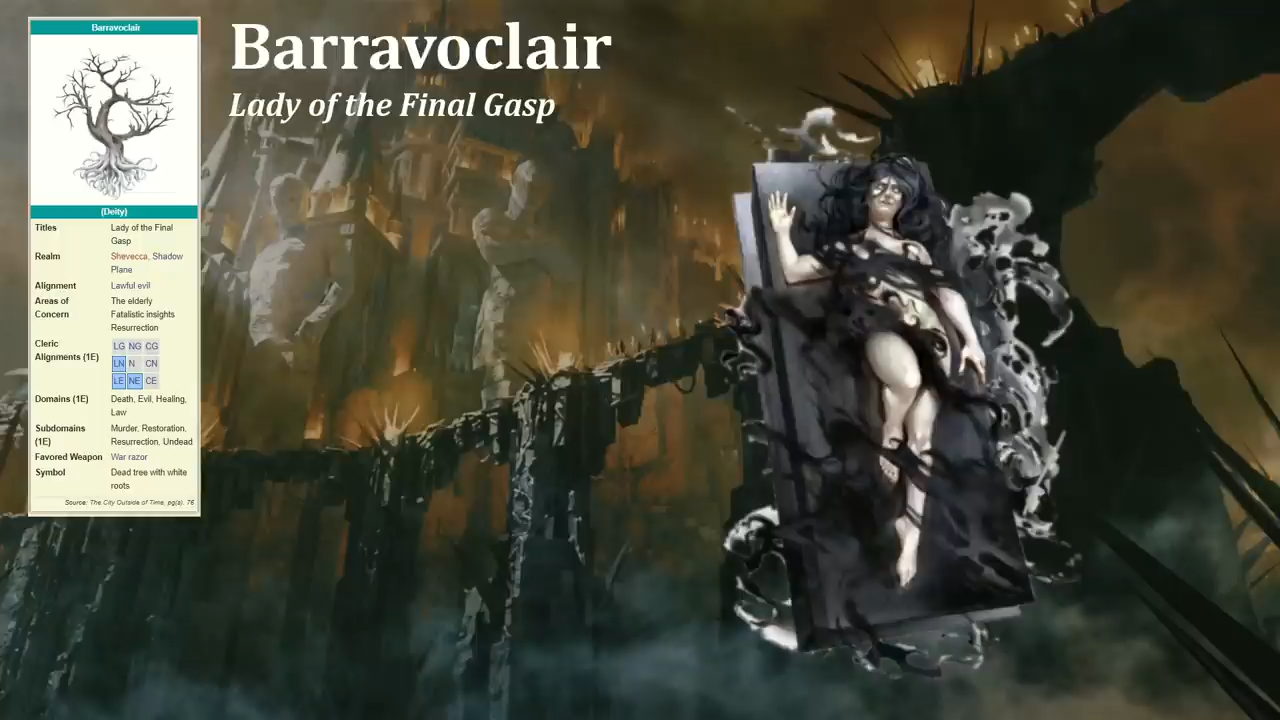 Barravoclair
Barravoclair
Lady of the Final Gasp
(Deity)
Titles Lady of the Final
Gasp
Realm Shevecca, Shadow
Plane
Alignment Lawful evil
Areas of The elderly
Concern Fatalistic insights
Resurrection
Cleric LG NG CG
Alignments (1E) LN N CN
LE NE CE
Domains (1E) Death, Evil, Healing,
Law
Subdomains Murder, Restoration,
(1E) Resurrection, Undead
Favored Weapon War razor
Symbol Dead tree with white
roots
Source: The City Outside of Time, pg(s). 76